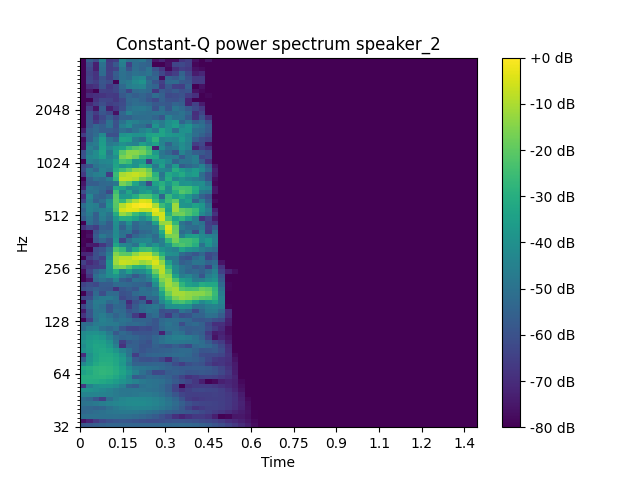 Constant-Q power spectrum speaker_2
Hz
2048
1024
512
256
128
64
32
0 0.15 0.3 0.45 0.6 0.75 0.9 1.1 1.2 1.4
Time
+0 dB
-10 dB
-20 dB
-30 dB
-40 dB
-50 dB
-60 dB
-70 dB
-80 dB